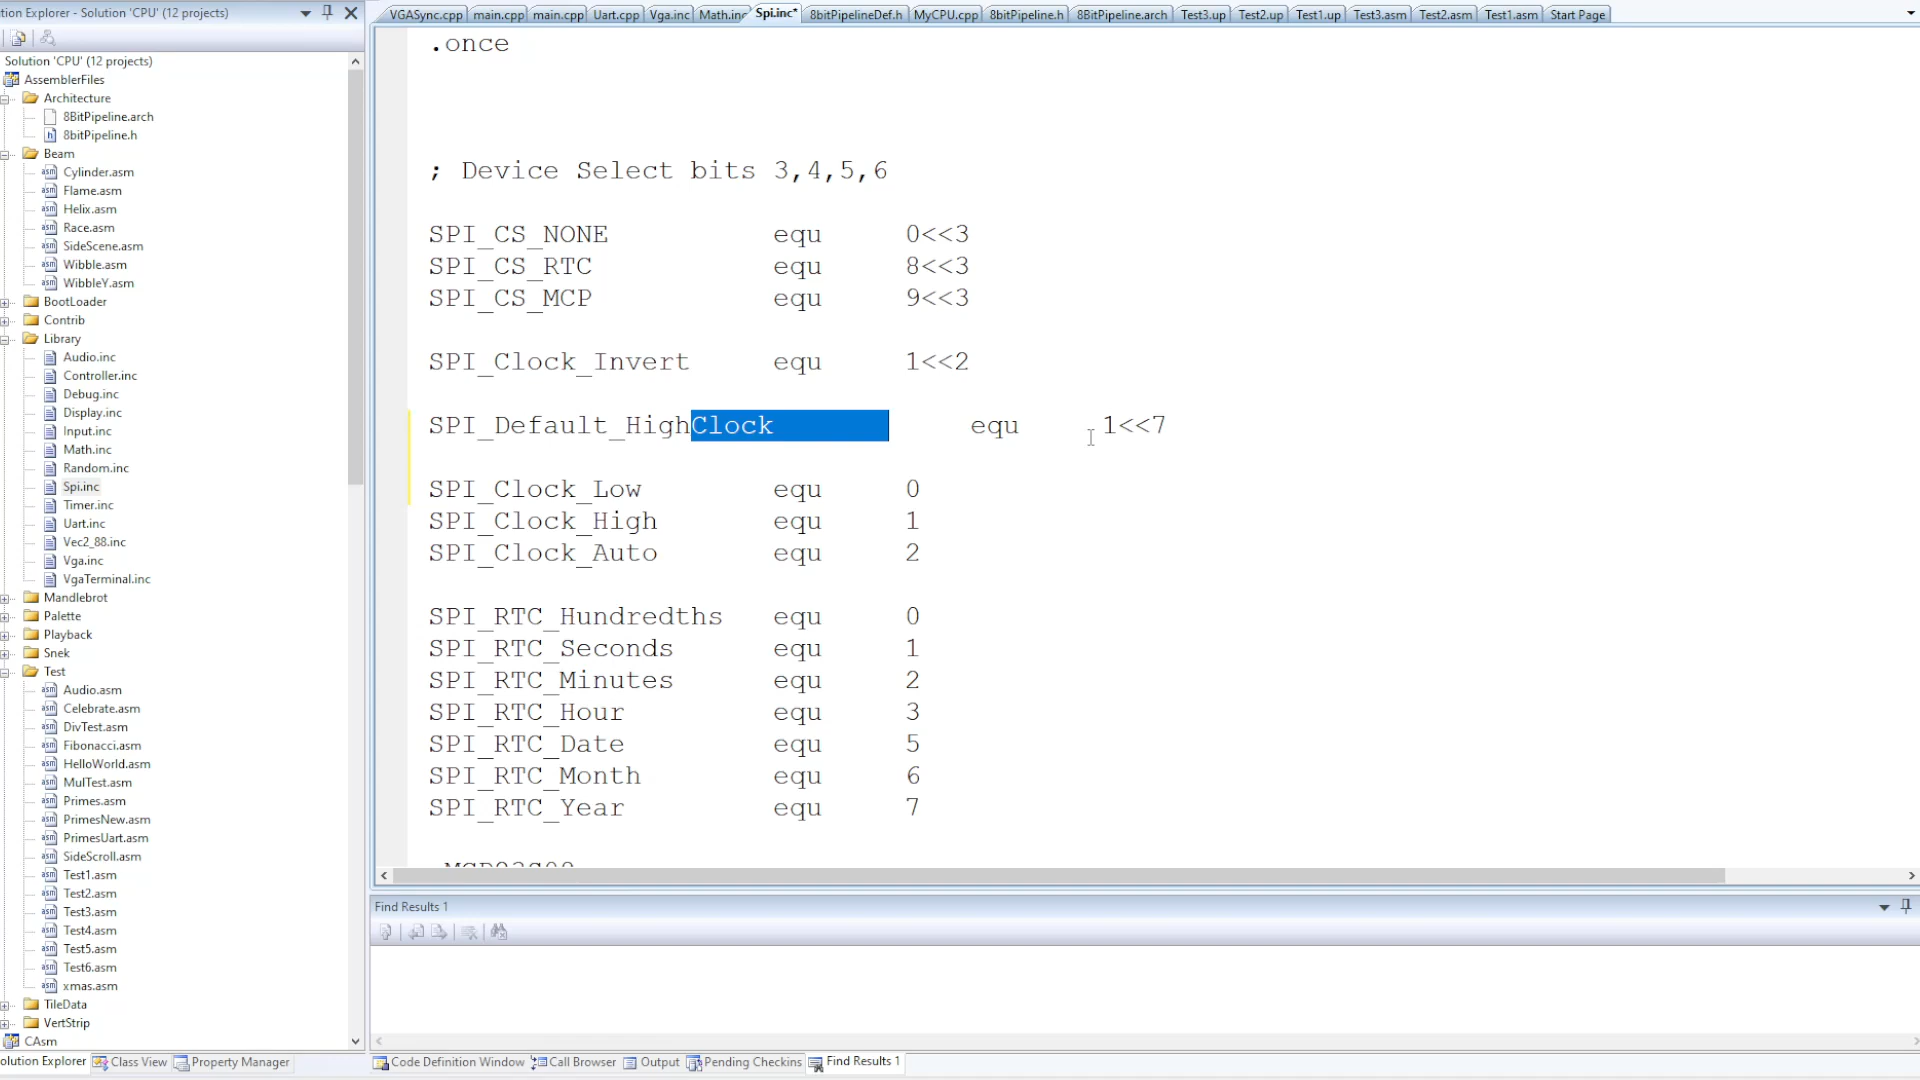 tion Explorer - Solution 'CPU' (12 projects)
Solution 'CPU' (12 projects)
AssemblerFiles
Architecture
8BitPipeline.arch
8bitPipeline.h
Beam
Cylinder.asm
Flame.asm
Helix.asm
Race.asm
SideScene.asm
Wibble.asm
WibbleY.asm
BootLoader
Contrib
Library
Audio.inc
Controller.inc
Debug.inc
Display.inc
Input.inc
Math.inc
Random.inc
Spi.inc
Timer.inc
Uart.inc
Vec2_88.inc
Vga.inc
VgaTerminal.inc
Mandlebrot
Palette
Playback
Snek
Test
Audio.asm
Celebrate.asm
DivTest.asm
Fibonacci.asm
HelloWorld.asm
MulTest.asm
Primes.asm
PrimesNew.asm
PrimesUart.asm
SideScroll.asm
Test1.asm
Test2.asm
Test3.asm
Test4.asm
Test5.asm
Test6.asm
xmas.asm
TileData
VertStrip
CAsm
olution Explorer Class View Property Manager
VGASync.cpp main.cpp main.cpp Uart.cpp Vga.inc Math.inc Spi.inc* 8bitPipelineDef.h MyCPU.cpp 8bitPipeline.h 8BitPipeline.arch Test3.up Test2.up Test1.up Test3.asm Test2.asm Test1.asm Start Page
.once
; Device Select bits 3,4,5,6
SPI_CS_NONE equ 0<<3
SPI_CS_RTC equ 8<<3
SPI_CS_MCP equ 9<<3
SPI_Clock_Invert equ 1<<2
SPI_Default_HighClock equ 1<<7
SPI_Clock_Low equ 0
SPI_Clock_High equ 1
SPI_Clock_Auto equ 2
SPI_RTC_Hundredths equ 0
SPI_RTC_Seconds equ 1
SPI_RTC_Minutes equ 2
SPI_RTC_Hour equ 3
SPI_RTC_Date equ 5
SPI_RTC_Month equ 6
SPI_RTC_Year equ 7
Find Results 1
Code Definition Window Call Browser Output Pending Checkins Find Results 1